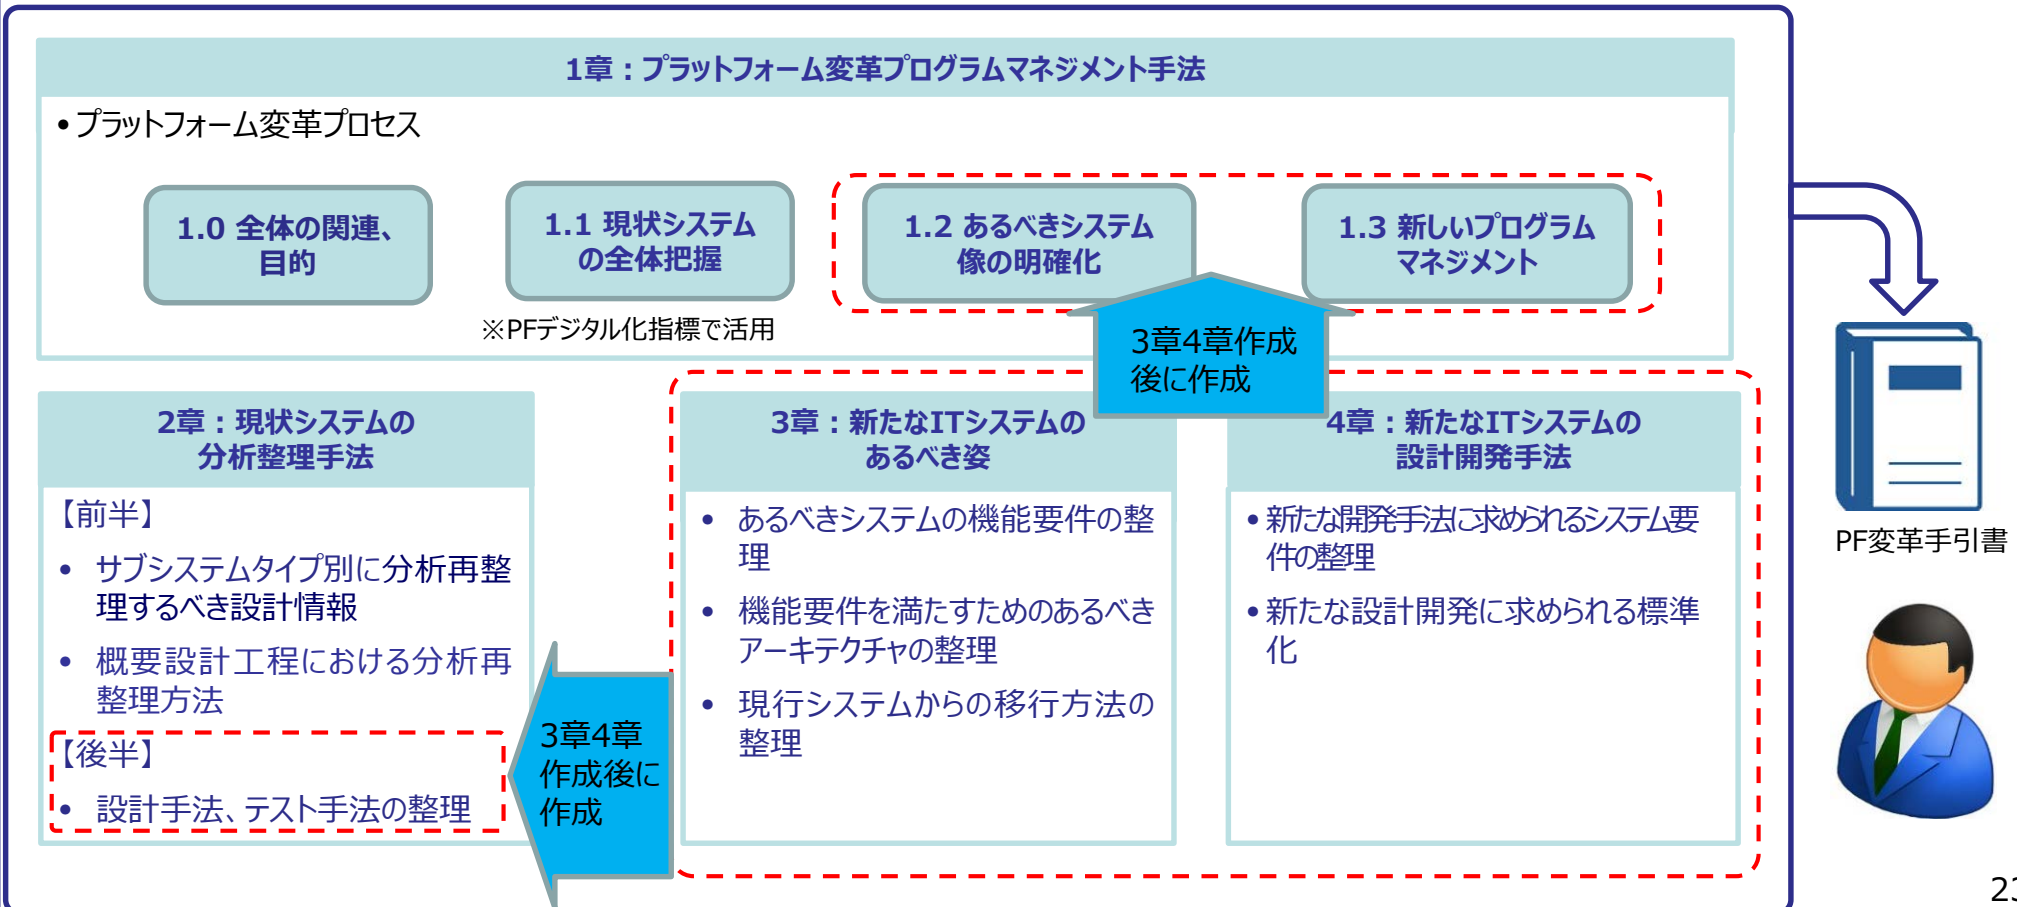 1章：プラットフォーム変革プログラムマネジメント手法
•プラットフォーム変革プロセス
1.0 全体の関連、
目的
1.1 現状システム
の全体把握
1.2 あるべきシステム
像の明確化
1.3 新しいプログラム
マネジメント
※PFデジタル化指標で活用
3章4章作成
後に作成
2章：現状システムの
分析整理手法
【前半】
• サブシステムタイプ別に分析再整
理するべき設計情報
• 概要設計工程における分析再
整理方法
【後半】
• 設計手法、テスト手法の整理
3章4章
作成後に
作成
3章：新たなITシステムの
あるべき姿
• あるべきシステムの機能要件の整
理
• 機能要件を満たすためのあるべき
アーキテクチャの整理
• 現行システムからの移行方法の
整理
4章：新たなITシステムの
設計開発手法
•新たな開発手法に求められるシステム要
件の整理
•新たな設計開発に求められる標準
化
PF変革手引書
23